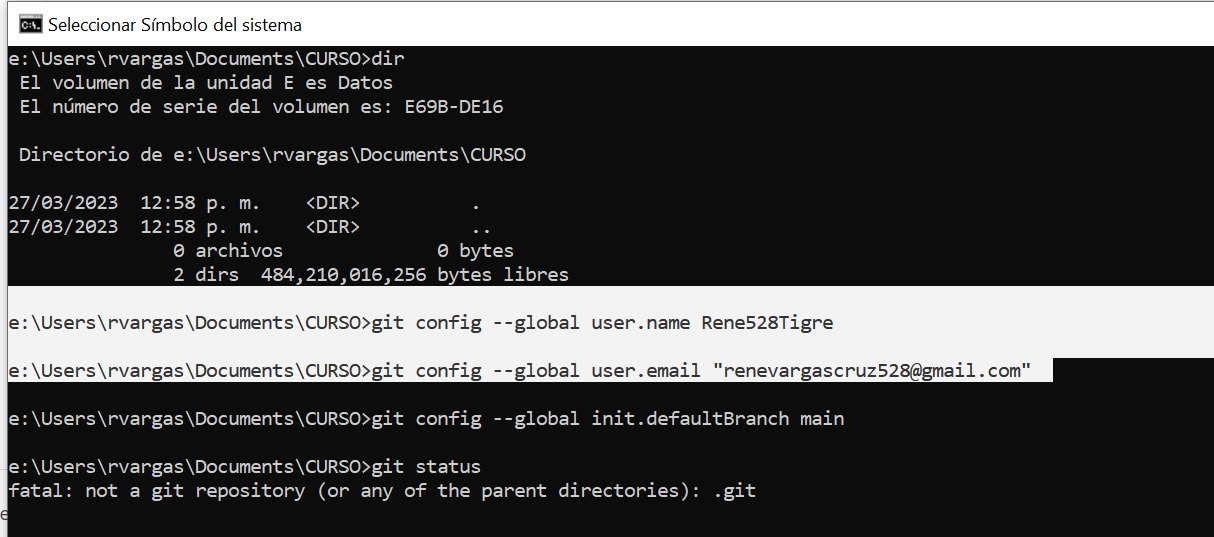 Seleccionar Símbolo del sistema
e:\Users\rvargas\Documents\CURSO>dir
 El volumen de la unidad E es Datos
 El número de serie del volumen es: E69B-DE16
 Directorio de e:\Users\rvargas\Documents\CURSO
27/03/2023  12:58 p. m.    <DIR>          .
27/03/2023  12:58 p. m.    <DIR>          ..
               0 archivos              0 bytes
               2 dirs  484,210,016,256 bytes libres
e:\Users\rvargas\Documents\CURSO>git config --global user.name Rene528Tigre
e:\Users\rvargas\Documents\CURSO>git config --global user.email "renevargascruz528@gmail.com"
e:\Users\rvargas\Documents\CURSO>git config --global init.defaultBranch main
e:\Users\rvargas\Documents\CURSO>git status
fatal: not a git repository (or any of the parent directories): .git